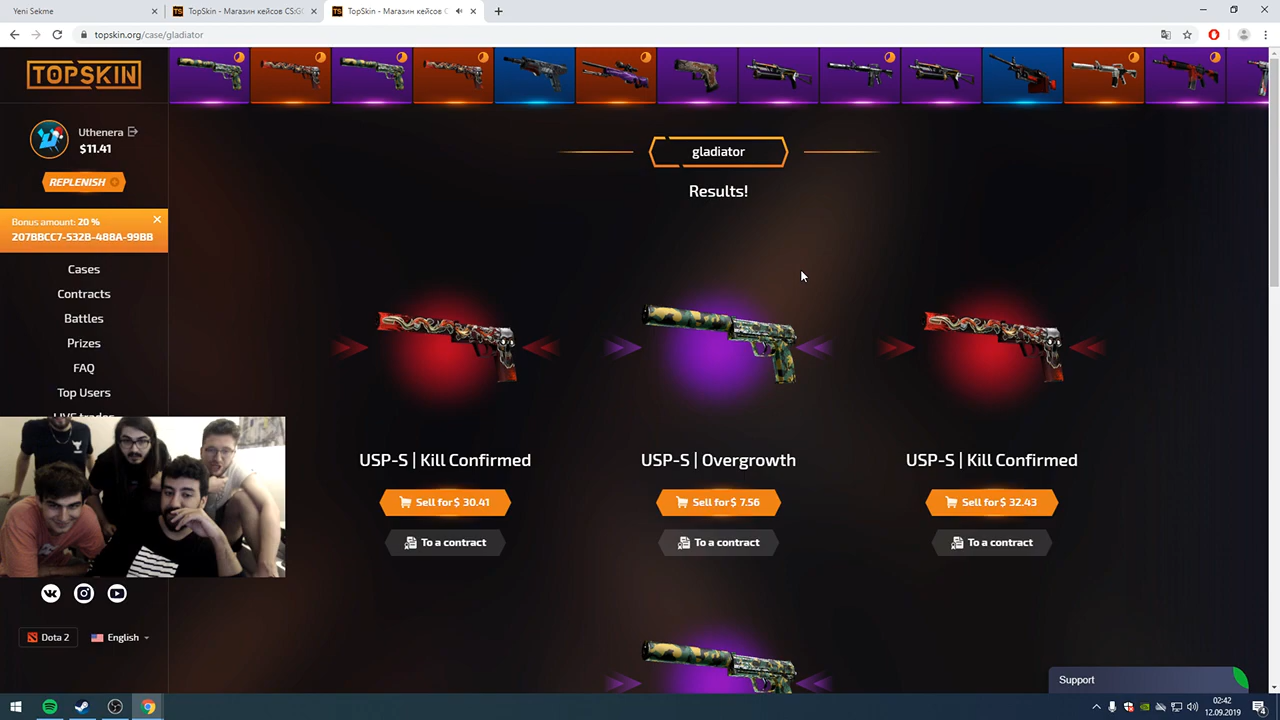 Yeni Sekme
TopSkin - Магазин кейсов CS:G
TopSkin - Магазин кейсов C
topskin.org/case/gladiator
TOPSKIN
Uthenera
$11.41
REPLENISH
Bonus amount: 20 %
207BBCC7-532B-488A-99BB
Cases
Contracts
Battles
Prizes
FAQ
Top Users
LIVE trades
Dota 2
English
gladiator
Results!
USP-S | Kill Confirmed
USP-S | Overgrowth
USP-S | Kill Confirmed
Sell for $ 30.41
Sell for $ 7.56
Sell for $ 32.43
To a contract
To a contract
To a contract
Support
02:42
12.09.2019
4